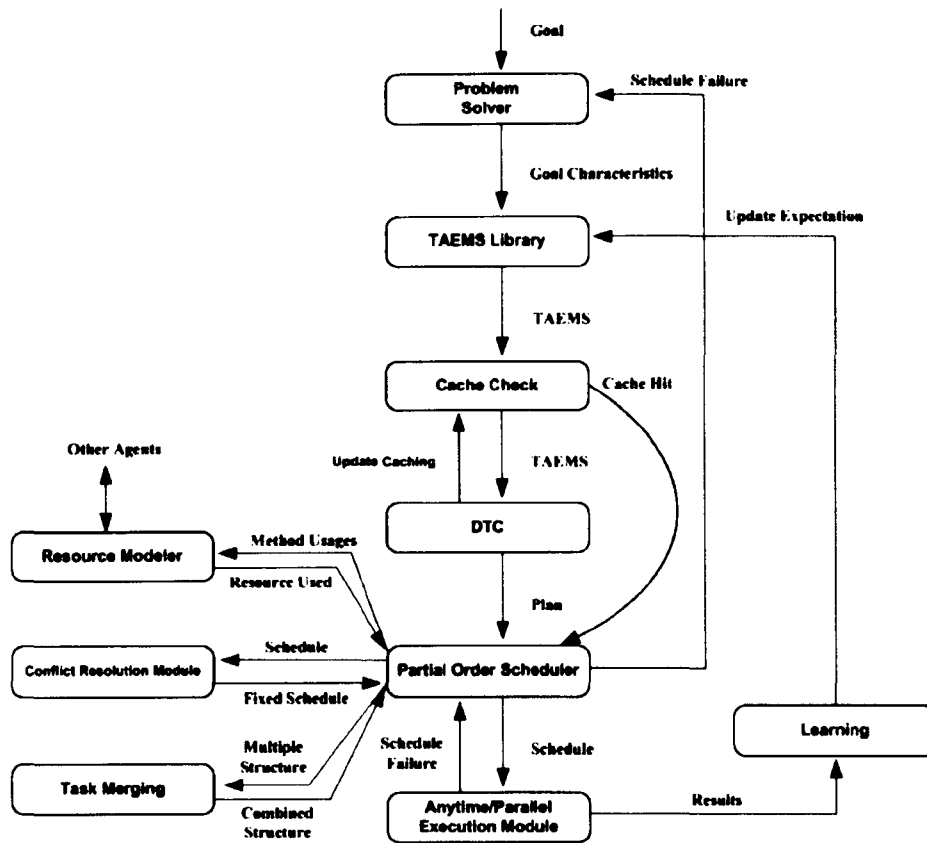 Goal
Problem
Solver
Schedule Failure
Goal Characteristics
TAEMS Library
Update Expectation
TAEMS
Cache Check
Cache Hit
Other Agents
Update Caching
TAEMS
DTC
Resource Modeler
Method Usages
Resource Used
Plan
Conflict Resolution Module
Schedule
Fixed Schedule
Partial Order Scheduler
Learning
Multiple
Structure
Schedule
Failure
Schedule
Task Merging
Combined
Structure
Anytime/Parallel
Execution Module
Results